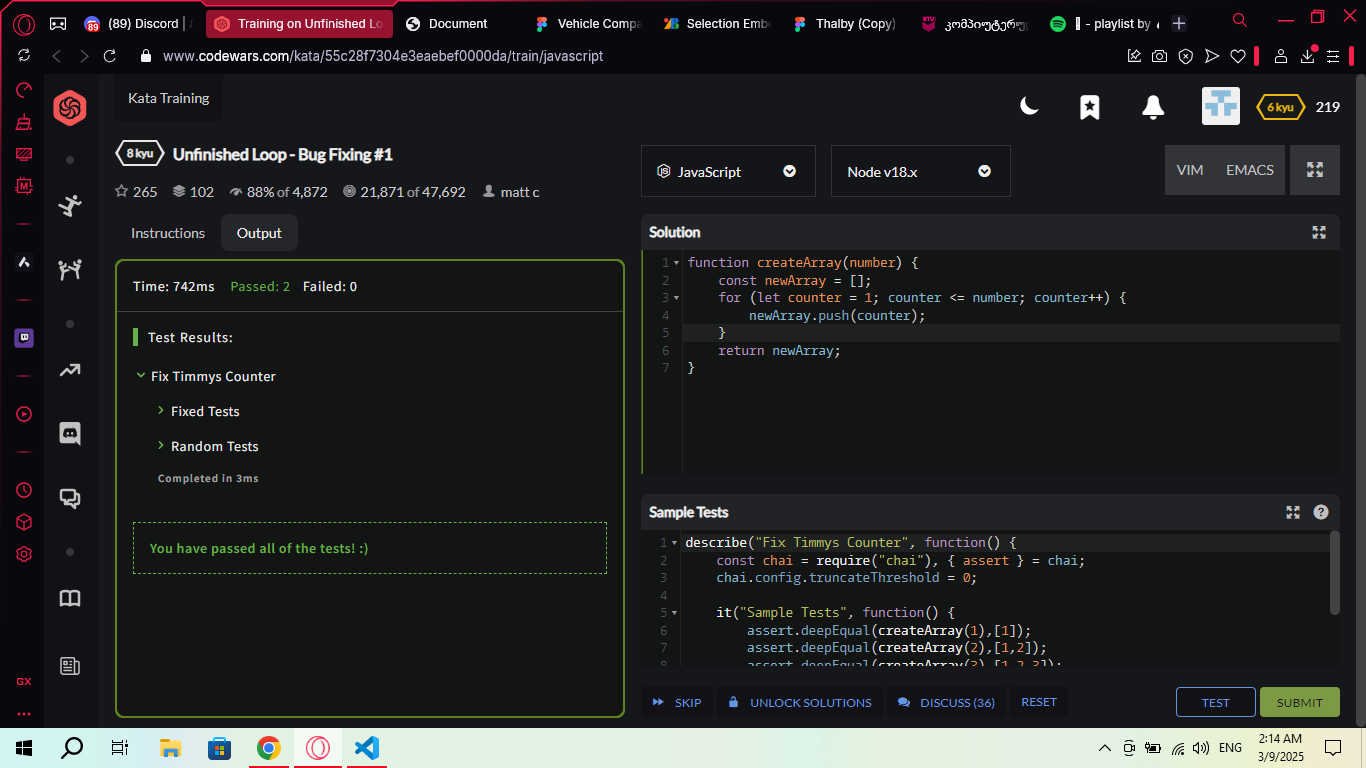 (89) Discord |
Training on Unfinished Lo
Document
Vehicle Compa
Selection Emb
Thalby (Copy)
- playlist by
www.codewars.com/kata/55c28f7304e3eaebef0000da/train/javascript
Kata Training
6 kyu 219
8 kyu Unfinished Loop - Bug Fixing #1
265 102 88% of 4,872 21,871 of 47,692 matt c
JavaScript
Node v18.x
VIM EMACS
Instructions Output
Time: 742ms Passed: 2 Failed: 0
Test Results:
Fix Timmys Counter
Fixed Tests
Random Tests
Completed in 3ms
You have passed all of the tests! :)
Solution
1 function createArray(number) {
2 const newArray = [];
3 for (let counter = 1; counter <= number; counter++) {
4 newArray.push(counter);
5 }
6 return newArray;
7 }
Sample Tests
1 describe("Fix Timmys Counter", function() {
2 const chai = require("chai"), { assert } = chai;
3 chai.config.truncateThreshold = 0;
4
5 it("Sample Tests", function() {
6 assert.deepEqual(createArray(1),[1]);
7 assert.deepEqual(createArray(2),[1,2]);
8 assert.deepEqual(createArray(3),[1,2,3]);
SKIP UNLOCK SOLUTIONS DISCUSS (36) RESET TEST SUBMIT
GX
ENG
2:14 AM
3/9/2025